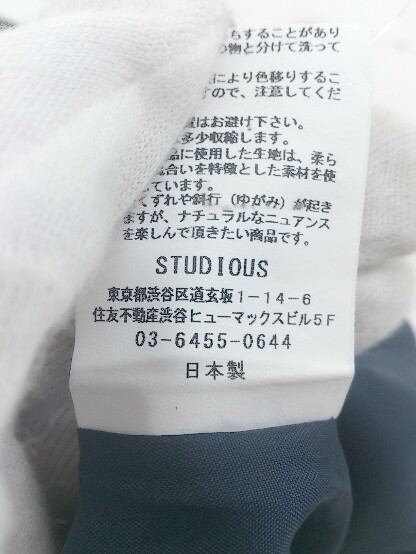 ちすることがあり
の物と分けて洗って
により色移りするこ
すので、注意してくだ
はお避け下さい。
多少収縮します。
品に使用した生地は、柔ら
風合いを特徴とした素材を使
ています。
くずれや斜行（ゆがみ）が起き
ますが、ナチュラルなニュアンス
を楽しんで頂きたい商品です。
STUDIOUS
東京都渋谷区道玄坂1-14-6
住友不動産渋谷ヒューマックスビル5F
03-6455-0644
日本製